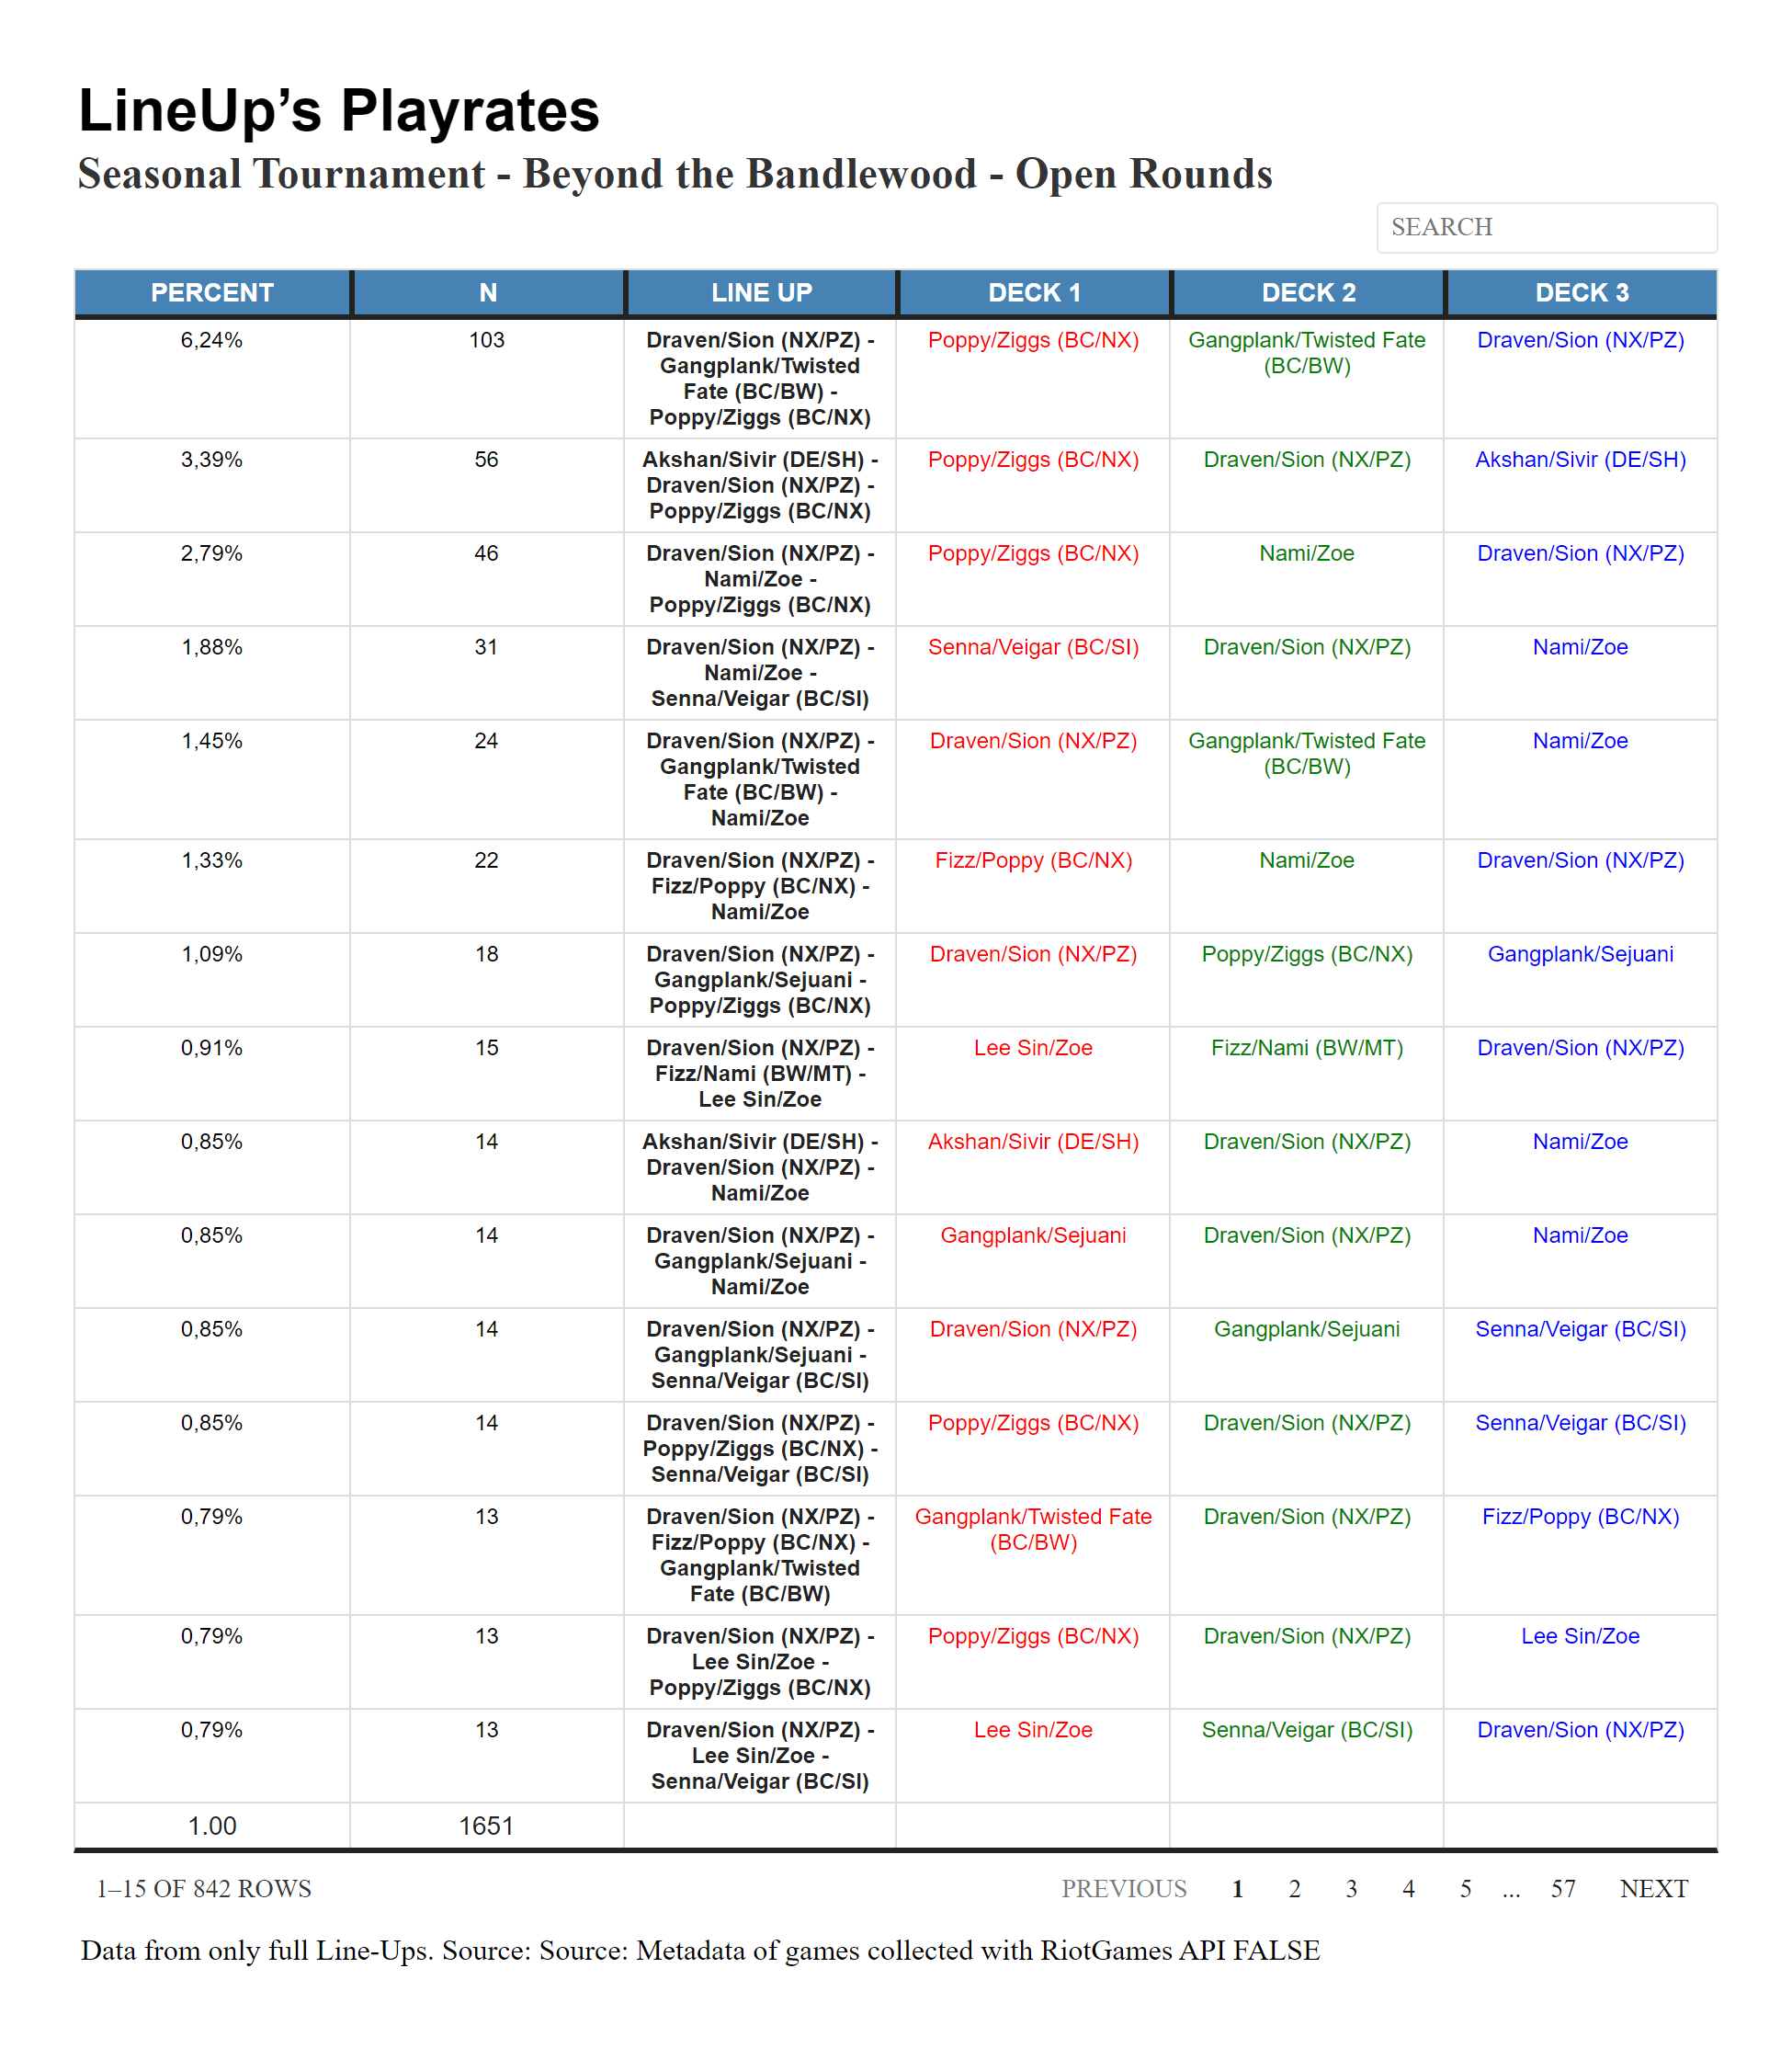 LineUp’s Playrates
Seasonal Tournament - Beyond the Bandlewood - Open Rounds
SEARCH
PERCENT N LINE UP DECK 1 DECK 2 DECK 3
6,24% 103 Draven/Sion (NX/PZ) - Poppy/Ziggs (BC/NX) Gangplank/Twisted Fate Draven/Sion (NX/PZ)
Gangplank/Twisted (BC/BW)
Fate (BC/BW) -
Poppy/Ziggs (BC/NX)
3,39% 56 Akshan/Sivir (DE/SH) - Poppy/Ziggs (BC/NX) Draven/Sion (NX/PZ) Akshan/Sivir (DE/SH)
Draven/Sion (NX/PZ) -
Poppy/Ziggs (BC/NX)
2,79% 46 Draven/Sion (NX/PZ) - Poppy/Ziggs (BC/NX) Nami/Zoe Draven/Sion (NX/PZ)
Nami/Zoe -
Poppy/Ziggs (BC/NX)
1,88% 31 Draven/Sion (NX/PZ) - Senna/Veigar (BC/SI) Draven/Sion (NX/PZ) Nami/Zoe
Nami/Zoe -
Senna/Veigar (BC/SI)
1,45% 24 Draven/Sion (NX/PZ) - Draven/Sion (NX/PZ) Gangplank/Twisted Fate Nami/Zoe
Gangplank/Twisted (BC/BW)
Fate (BC/BW) -
Nami/Zoe
1,33% 22 Draven/Sion (NX/PZ) - Fizz/Poppy (BC/NX) Nami/Zoe Draven/Sion (NX/PZ)
Fizz/Poppy (BC/NX) -
Nami/Zoe
1,09% 18 Draven/Sion (NX/PZ) - Draven/Sion (NX/PZ) Poppy/Ziggs (BC/NX) Gangplank/Sejuani
Gangplank/Sejuani -
Poppy/Ziggs (BC/NX)
0,91% 15 Draven/Sion (NX/PZ) - Lee Sin/Zoe Fizz/Nami (BW/MT) Draven/Sion (NX/PZ)
Fizz/Nami (BW/MT) -
Lee Sin/Zoe
0,85% 14 Akshan/Sivir (DE/SH) - Akshan/Sivir (DE/SH) Draven/Sion (NX/PZ) Nami/Zoe
Draven/Sion (NX/PZ) -
Nami/Zoe
0,85% 14 Draven/Sion (NX/PZ) - Gangplank/Sejuani Draven/Sion (NX/PZ) Nami/Zoe
Gangplank/Sejuani -
Nami/Zoe
0,85% 14 Draven/Sion (NX/PZ) - Draven/Sion (NX/PZ) Gangplank/Sejuani Senna/Veigar (BC/SI)
Gangplank/Sejuani -
Senna/Veigar (BC/SI)
0,85% 14 Draven/Sion (NX/PZ) - Poppy/Ziggs (BC/NX) Draven/Sion (NX/PZ) Senna/Veigar (BC/SI)
Poppy/Ziggs (BC/NX) -
Senna/Veigar (BC/SI)
0,79% 13 Draven/Sion (NX/PZ) - Gangplank/Twisted Fate Draven/Sion (NX/PZ) Fizz/Poppy (BC/NX)
Fizz/Poppy (BC/NX) - (BC/BW)
Gangplank/Twisted
Fate (BC/BW)
0,79% 13 Draven/Sion (NX/PZ) - Poppy/Ziggs (BC/NX) Draven/Sion (NX/PZ) Lee Sin/Zoe
Lee Sin/Zoe -
Poppy/Ziggs (BC/NX)
0,79% 13 Draven/Sion (NX/PZ) - Lee Sin/Zoe Senna/Veigar (BC/SI) Draven/Sion (NX/PZ)
Lee Sin/Zoe -
Senna/Veigar (BC/SI)
1.00 1651
1–15 OF 842 ROWS PREVIOUS 1 2 3 4 5 ... 57 NEXT
Data from only full Line-Ups. Source: Source: Metadata of games collected with RiotGames API FALSE